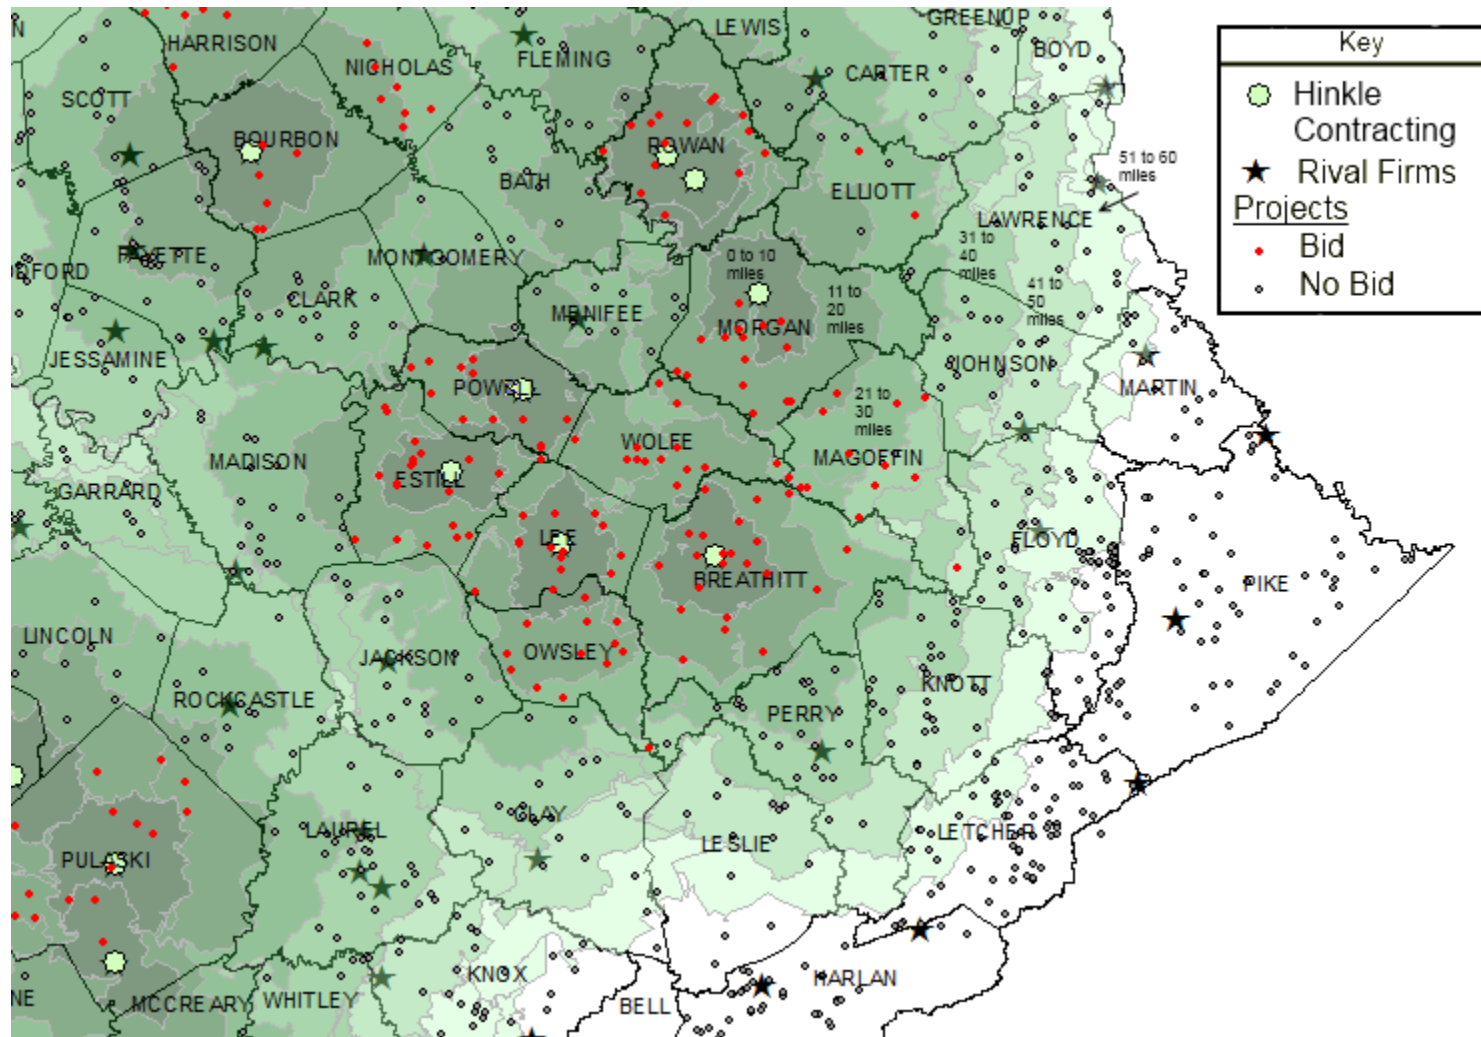 Key
Hinkle
Contracting
Rival Firms
Projects
Bid
No Bid
GREENUP
LEWIS
HARRISON
BOYD
FLEMING
NICHOLAS
CARTER
SCOTT
BOURBON
ROWAN
51 to 60
miles
BATH
ELLIOTT
LAWRENCE
FAYETTE
MONTGOMERY
31 to
40
miles
0 to 10
miles
CLARK
11 to
20
miles
41 to
50
miles
MENIFEE
MORGAN
JESSAMINE
JOHNSON
POWELL
MARTIN
21 to
30
miles
WOLFE
MADISON
MAGOFFIN
ESTILL
GARRARD
LEE
FLOYD
BREATHITT
PIKE
LINCOLN
OWSLEY
JACKSON
KNOTT
ROCKCASTLE
PERRY
CLAY
LAUREL
LETCHER
LESLIE
PULASKI
KNOX
HARLAN
NE
MCCREARY
WHITLEY
BELL